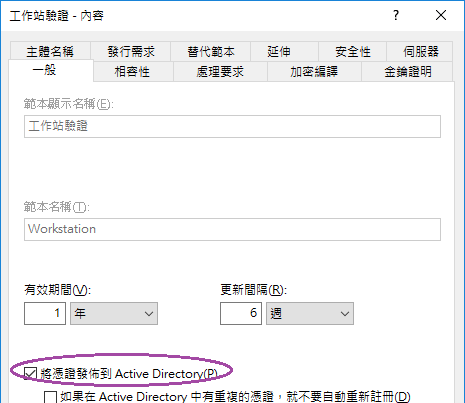 工作站驗證 - 內容
?
主體名稱 發行需求 替代範本 延伸 安全性 伺服器
一般 相容性 處理要求 加密編譯 金鑰證明
範本顯示名稱(E):
工作站驗證
範本名稱(T):
Workstation
有效期間(V): 更新間隔(R):
1 年 6 週
將憑證發佈到 Active Directory(P)
如果在 Active Directory 中有重複的憑證，就不要自動重新註冊(D)